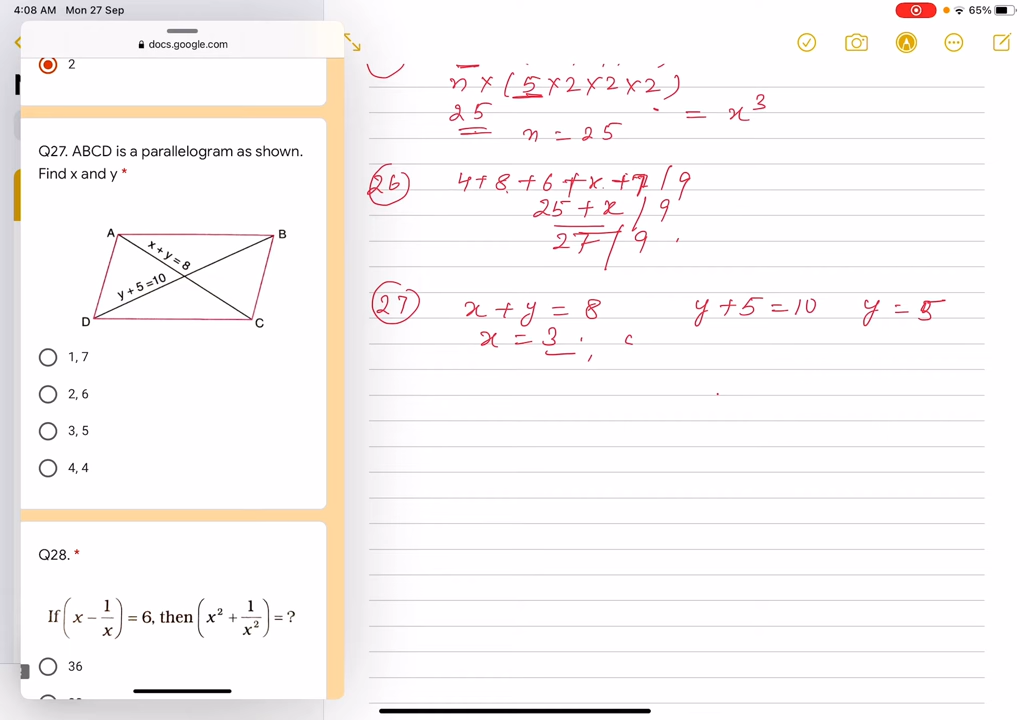 4:08 AM Mon 27 Sep
65%
docs.google.com
2
Q27. ABCD is a parallelogram as shown.
Find x and y *
A
B
x + y = 8
y + 5 = 10
D
C
1, 7
2, 6
3, 5
4, 4
Q28. *
If (x − 1/x) = 6, then (x² + 1/x²) = ?
36
n × (5 × 2 × 2 × 2)
25 = x³
n = 25
26 4 + 8 + 6 + x + 7 / 9
25 + x / 9
27 / 9
27 x + y = 8 y + 5 = 10 y = 5
x = 3